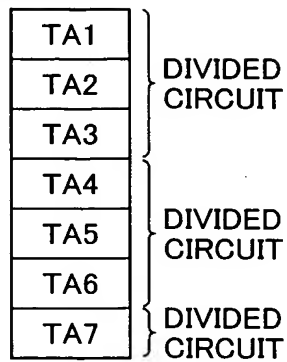 TA1
TA2
TA3
DIVIDED
CIRCUIT
TA4
TA5
TA6
DIVIDED
CIRCUIT
TA7
DIVIDED
CIRCUIT